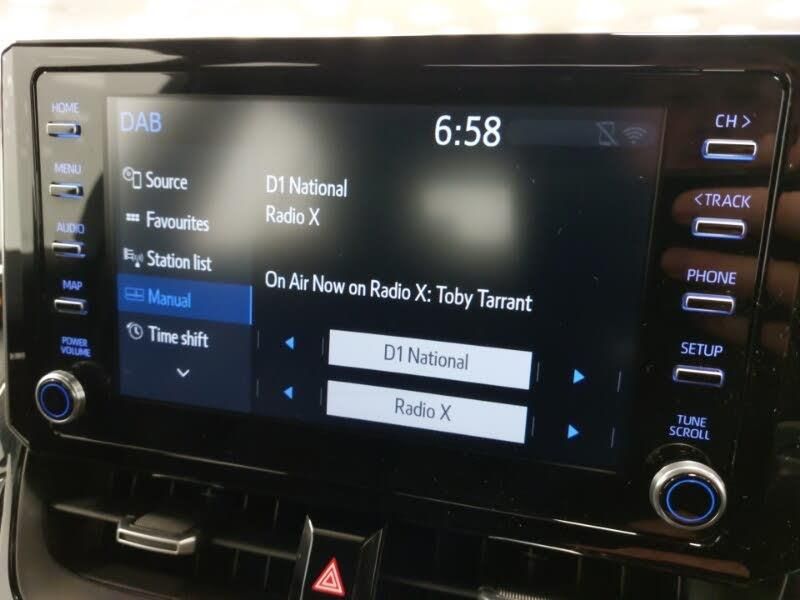 HOME
MENU
AUDIO
MAP
POWER
VOLUME
DAB
6:58
Source
Favourites
Station list
Manual
Time shift
D1 National
Radio X
On Air Now on Radio X: Toby Tarrant
D1 National
Radio X
CH >
< TRACK
PHONE
SETUP
TUNE
SCROLL